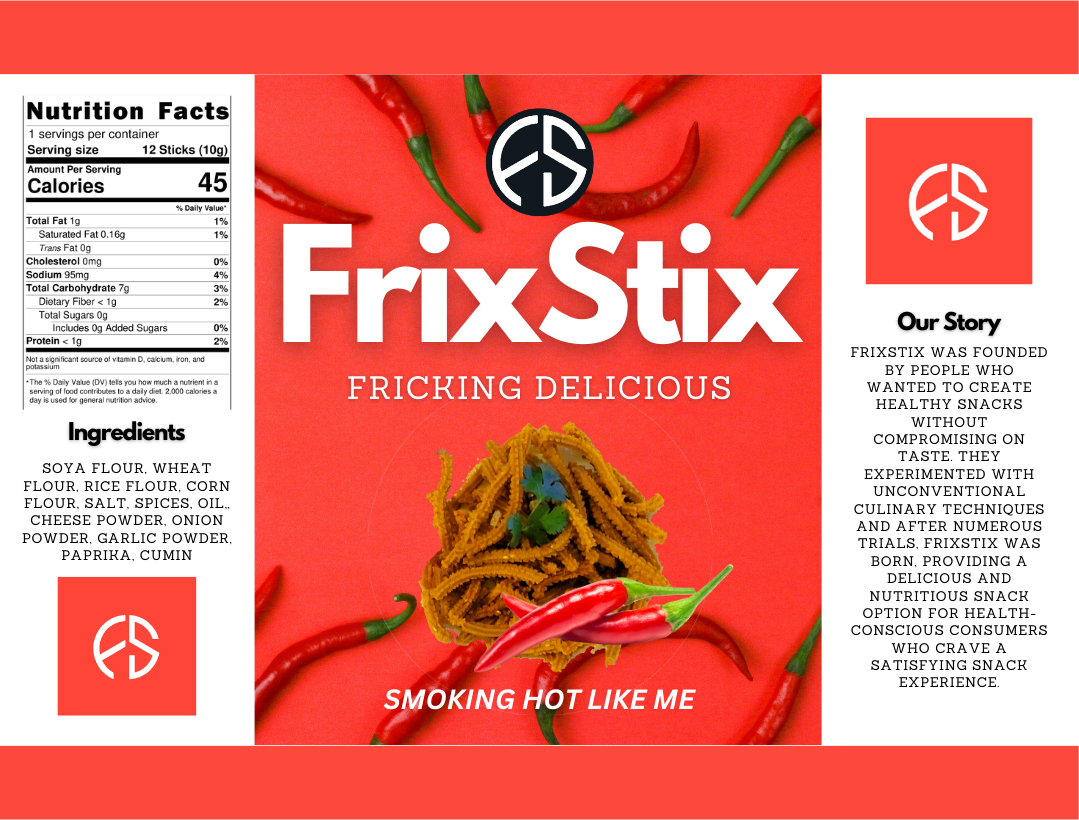 Nutrition Facts
1 servings per container
Serving size 12 Sticks (10g)
Amount Per Serving
Calories 45
% Daily Value*
Total Fat 1g 1%
Saturated Fat 0.16g 1%
Trans Fat 0g
Cholesterol 0mg 0%
Sodium 95mg 4%
Total Carbohydrate 7g 3%
Dietary Fiber < 1g 2%
Total Sugars 0g
Includes 0g Added Sugars 0%
Protein < 1g 2%
Not a significant source of vitamin D, calcium, iron, and
potassium
*The % Daily Value (DV) tells you how much a nutrient in a
serving of food contributes to a daily diet. 2,000 calories a
day is used for general nutrition advice.
Ingredients
SOYA FLOUR, WHEAT
FLOUR, RICE FLOUR, CORN
FLOUR, SALT, SPICES, OIL,,
CHEESE POWDER, ONION
POWDER, GARLIC POWDER,
PAPRIKA, CUMIN
FS
FS
FrixStix
FRICKING DELICIOUS
SMOKING HOT LIKE ME
FS
Our Story
FRIXSTIX WAS FOUNDED
BY PEOPLE WHO
WANTED TO CREATE
HEALTHY SNACKS
WITHOUT
COMPROMISING ON
TASTE. THEY
EXPERIMENTED WITH
UNCONVENTIONAL
CULINARY TECHNIQUES
AND AFTER NUMEROUS
TRIALS, FRIXSTIX WAS
BORN, PROVIDING A
DELICIOUS AND
NUTRITIOUS SNACK
OPTION FOR HEALTH-
CONSCIOUS CONSUMERS
WHO CRAVE A
SATISFYING SNACK
EXPERIENCE.